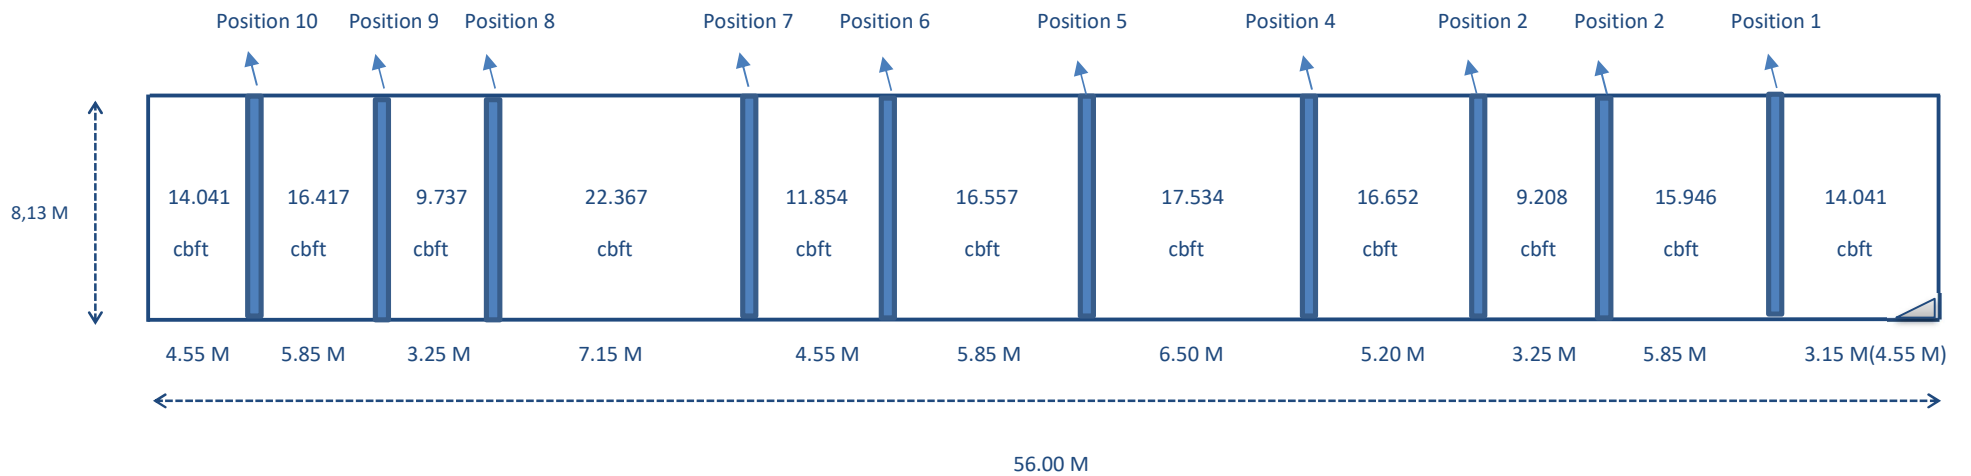 Position 10 Position 9 Position 8 Position 7 Position 6 Position 5 Position 4 Position 2 Position 2 Position 1
14.041 16.417 9.737 22.367 11.854 16.557 17.534 16.652 9.208 15.946 14.041
8,13 M
cbft cbft cbft cbft cbft cbft cbft cbft cbft cbft cbft
4.55 M 5.85 M 3.25 M 7.15 M 4.55 M 5.85 M 6.50 M 5.20 M 3.25 M 5.85 M 3.15 M(4.55 M)
56.00 M